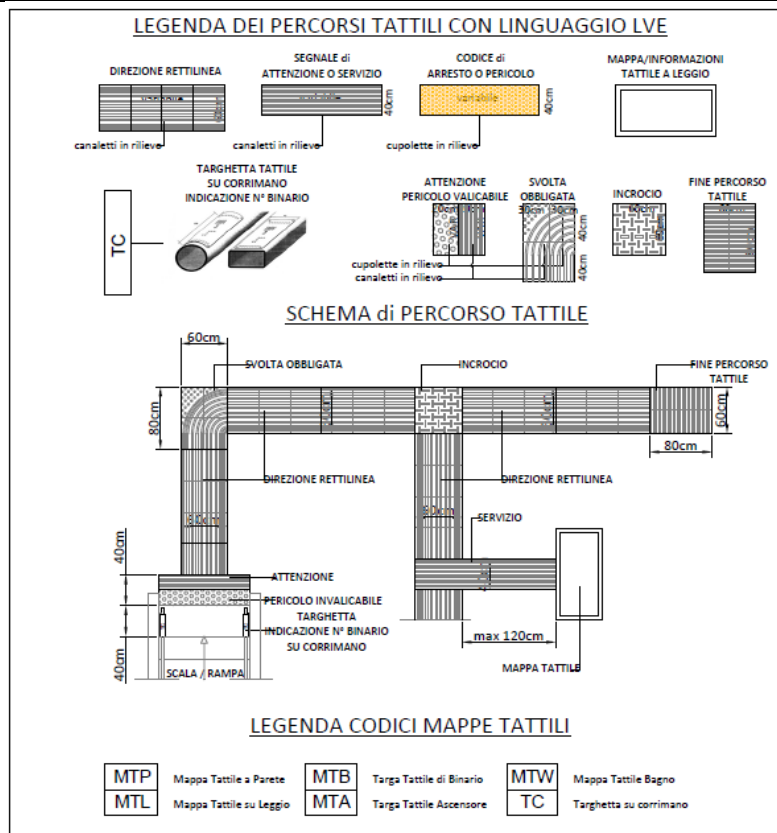 LEGENDA DEI PERCORSI TATTILI CON LINGUAGGIO LVE
DIREZIONE RETTILINEA
SEGNALE di
ATTENZIONE O SERVIZIO
CODICE di
ARRESTO O PERICOLO
MAPPA/INFORMAZIONI
TATTILE A LEGGIO
variabile
variabile
variabile
40cm
40cm
canaletti in rilievo
canaletti in rilievo
cupolette in rilievo
TC
TARGHETTA TATTILE
SU CORRIMANO
INDICAZIONE N° BINARIO
ATTENZIONE
PERICOLO VALICABILE
SVOLTA
OBBLIGATA
30cm 30cm
40cm
40cm
INCROCIO
60cm
FINE PERCORSO
TATTILE
cupolette in rilievo
canaletti in rilievo
SCHEMA di PERCORSO TATTILE
60cm
SVOLTA OBBLIGATA
INCROCIO
FINE PERCORSO
TATTILE
80cm
60cm
80cm
DIREZIONE RETTILINEA
DIREZIONE RETTILINEA
60cm
60cm
SERVIZIO
40cm
ATTENZIONE
PERICOLO INVALICABILE
TARGHETTA
INDICAZIONE N° BINARIO
SU CORRIMANO
40cm
SCALA / RAMPA
max 120cm
MAPPA TATTILE
LEGENDA CODICI MAPPE TATTILI
MTP Mappa Tattile a Parete
MTB Targa Tattile di Binario
MTW Mappa Tattile Bagno
MTL Mappa Tattile su Leggio
MTA Targa Tattile Ascensore
TC Targhetta su corrimano